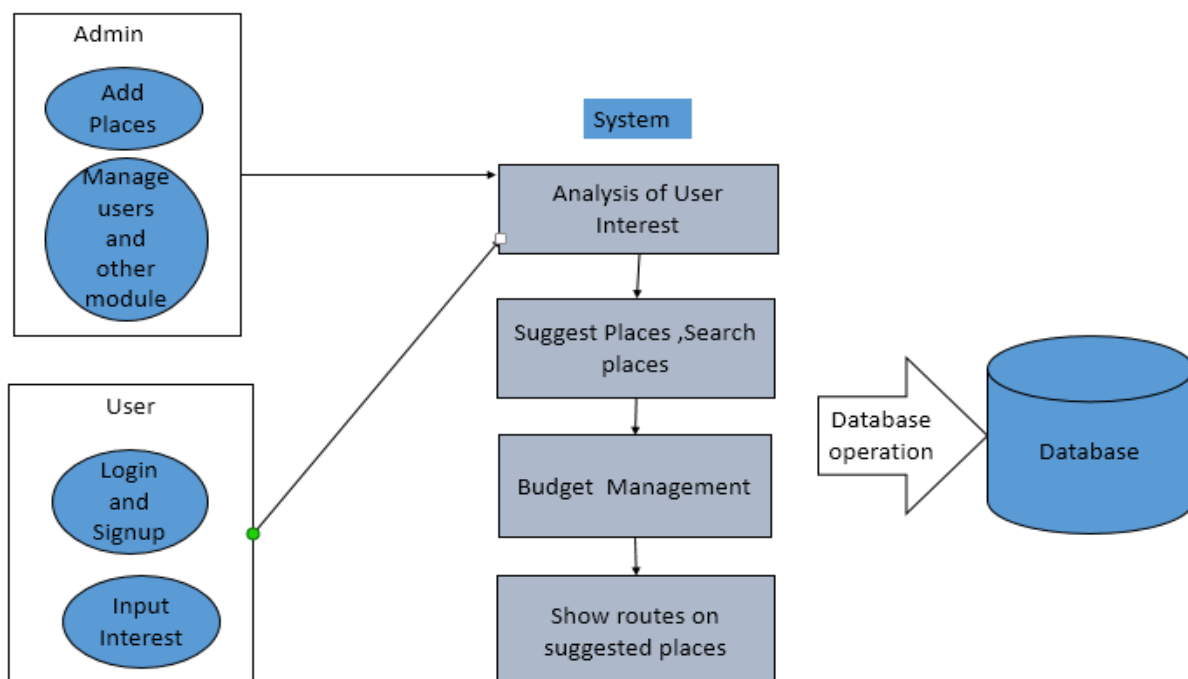 Admin
Add
Places
Manage
users
and
other
module
User
Login
and
Signup
Input
Interest
System
Analysis of User
Interest
Suggest Places ,Search
places
Budget  Management
Show routes on
suggested places
Database
operation
Database